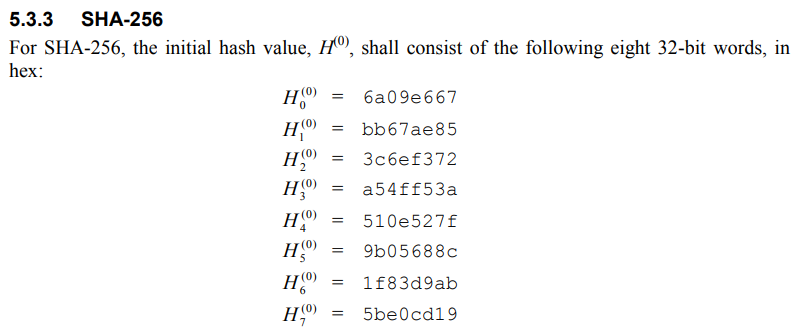 5.3.3 SHA-256
For SHA-256, the initial hash value, H⁽⁰⁾, shall consist of the following eight 32-bit words, in
hex:
H₀⁽⁰⁾ = 6a09e667
H₁⁽⁰⁾ = bb67ae85
H₂⁽⁰⁾ = 3c6ef372
H₃⁽⁰⁾ = a54ff53a
H₄⁽⁰⁾ = 510e527f
H₅⁽⁰⁾ = 9b05688c
H₆⁽⁰⁾ = 1f83d9ab
H₇⁽⁰⁾ = 5be0cd19